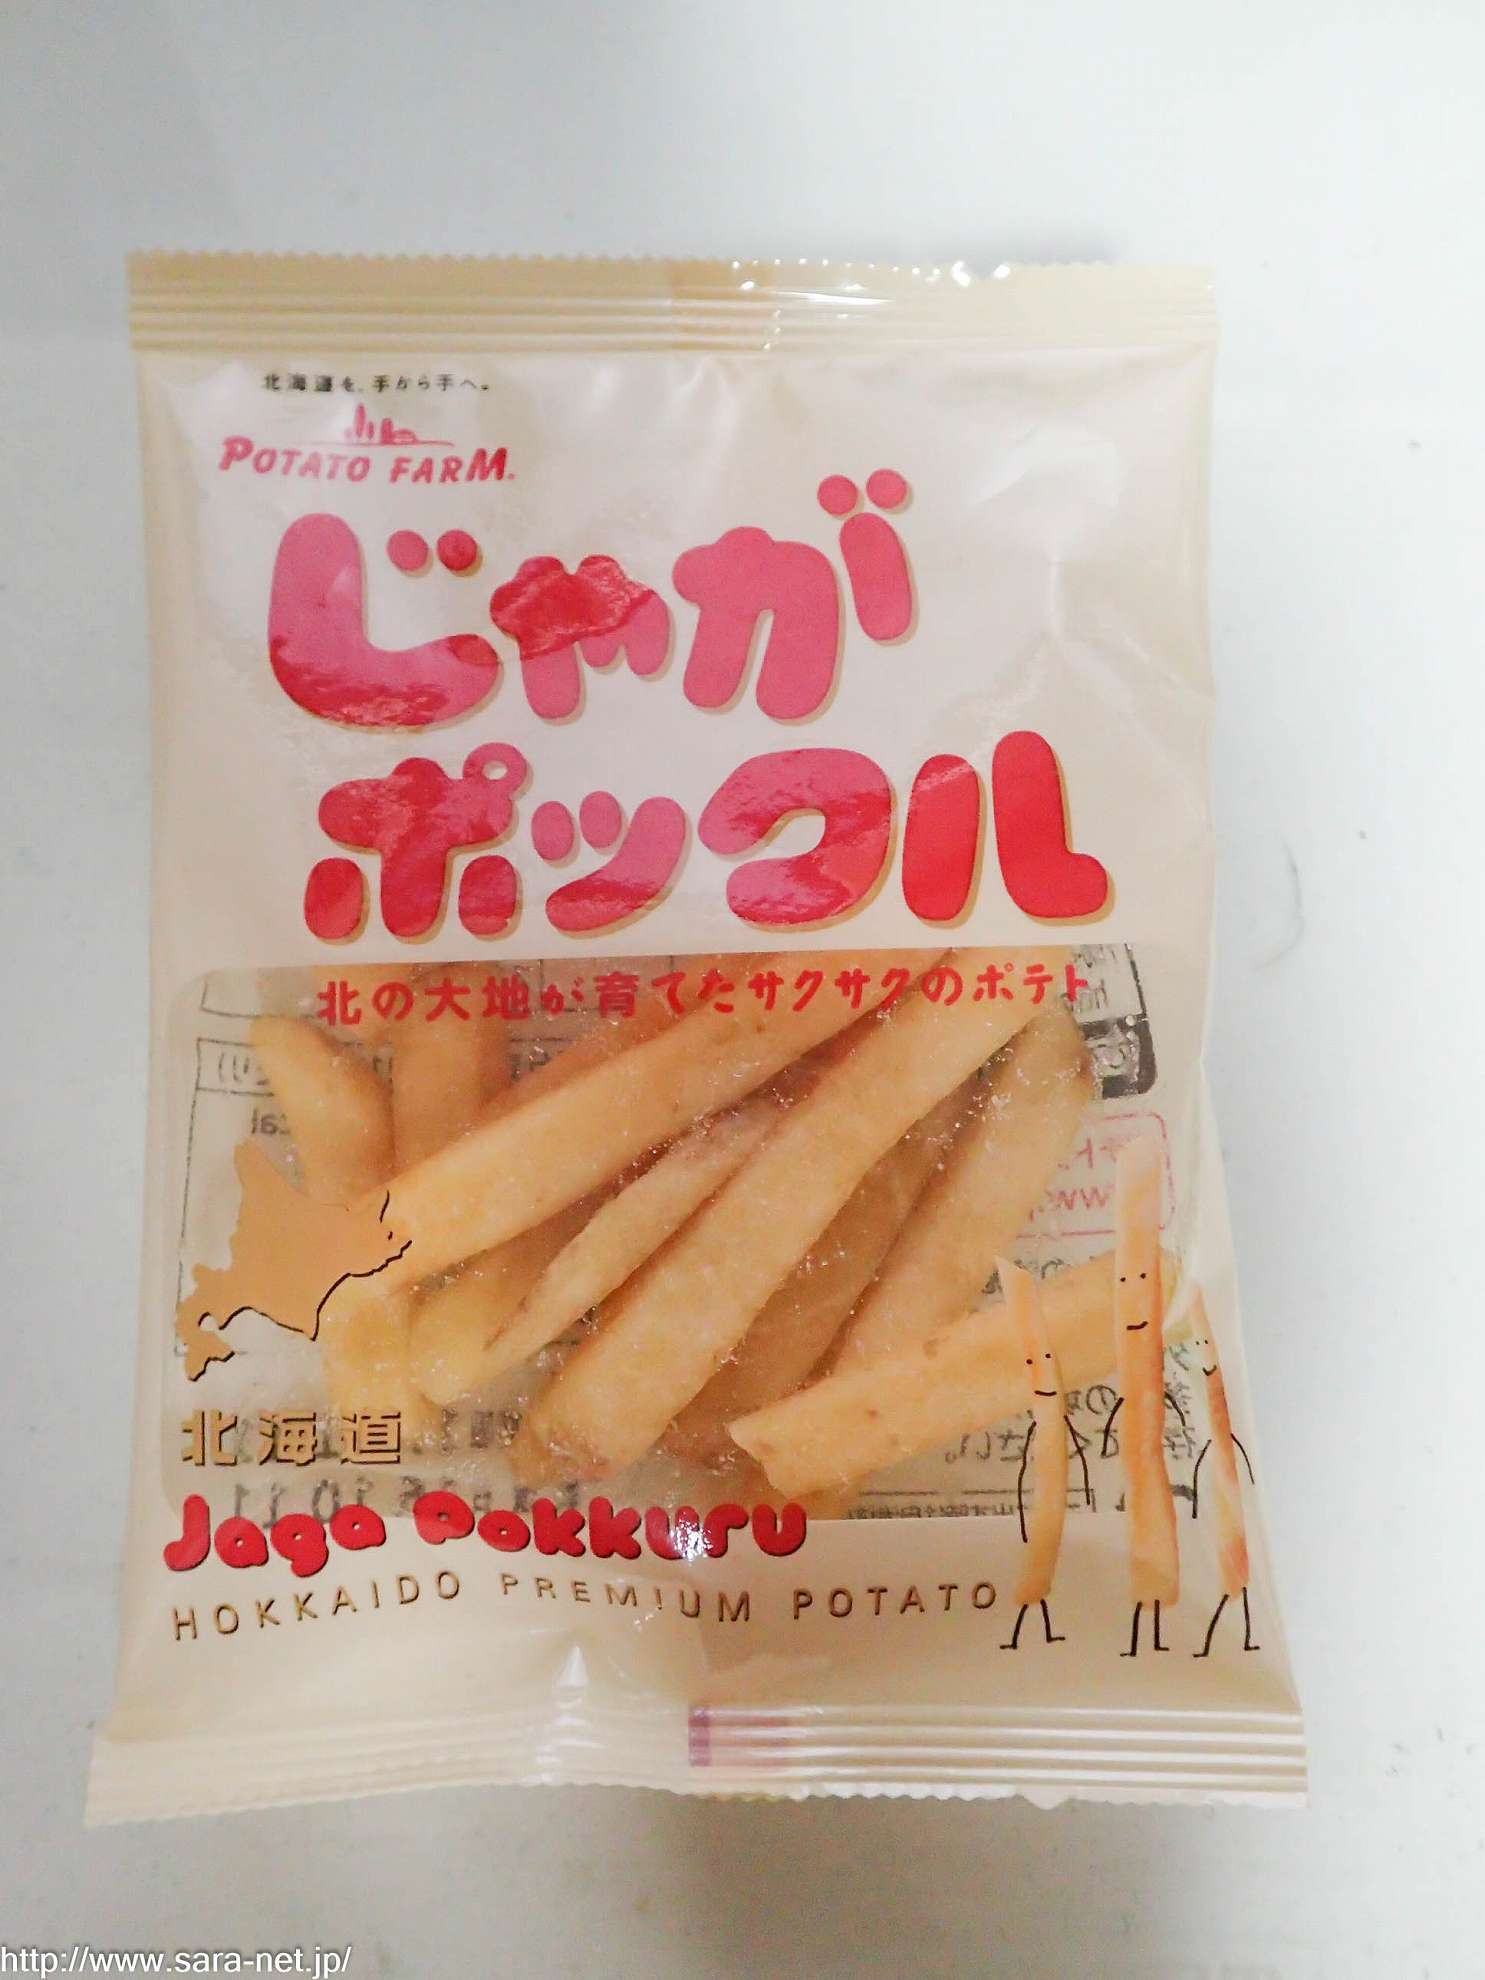 北海道を、手から手へ。
POTATO FARM.
じゃが
ポックル
北の大地が育てたサクサクのポテト
北海道
Jaga Pokkuru
HOKKAIDO PREMIUM POTATO
http://www.sara-net.jp/